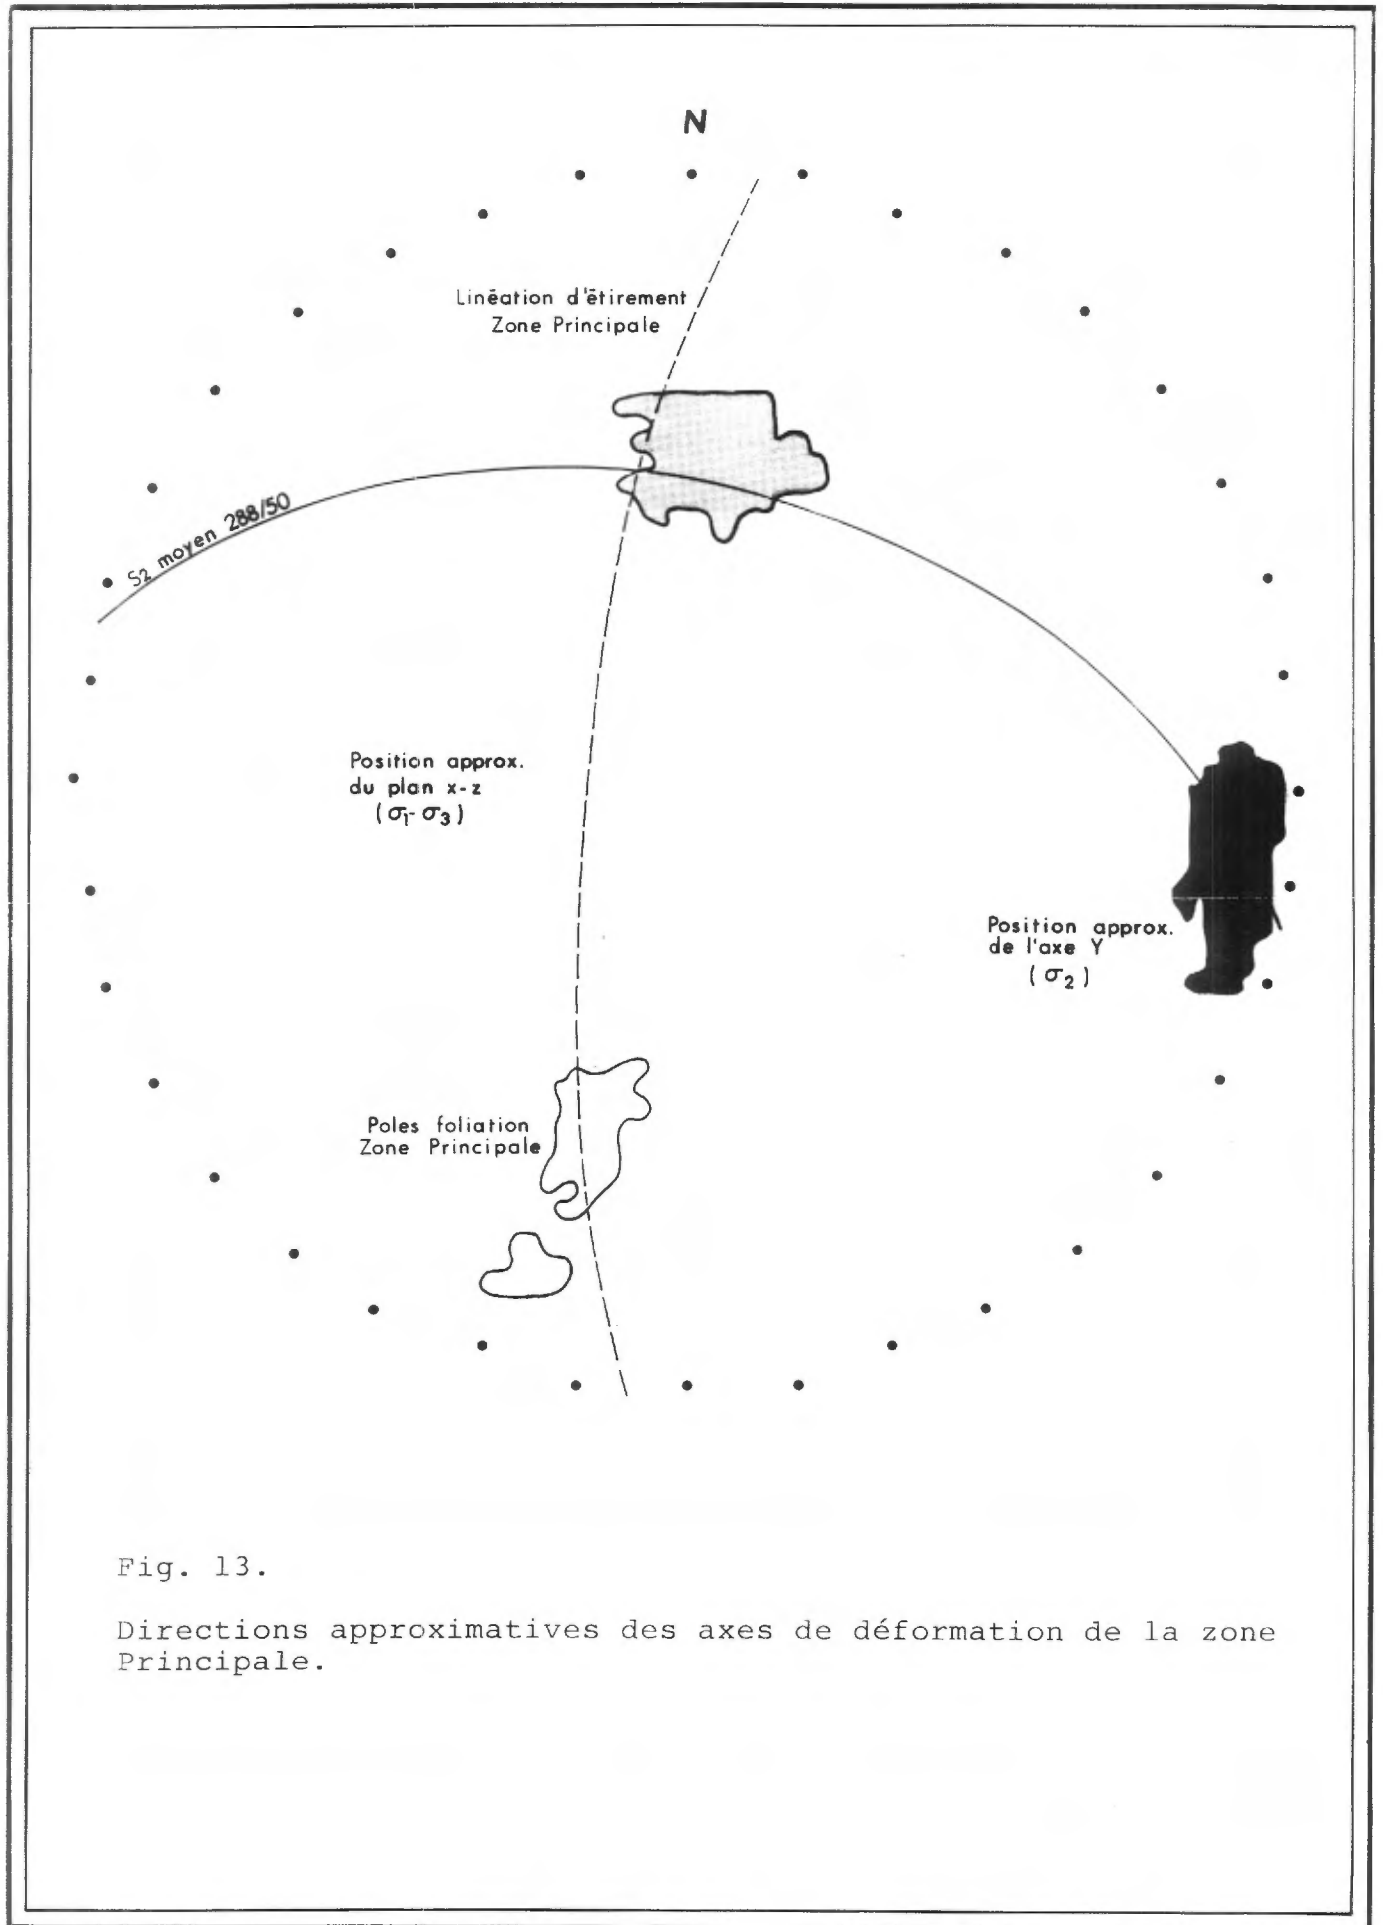 N
Linéation d'étirement
Zone Principale
S2 moyen 288/50
Position approx.
du plan x-z
(σ1-σ3)
Position approx.
de l'axe Y
(σ2)
Poles foliation
Zone Principale
Fig. 13.
Directions approximatives des axes de déformation de la zone
Principale.